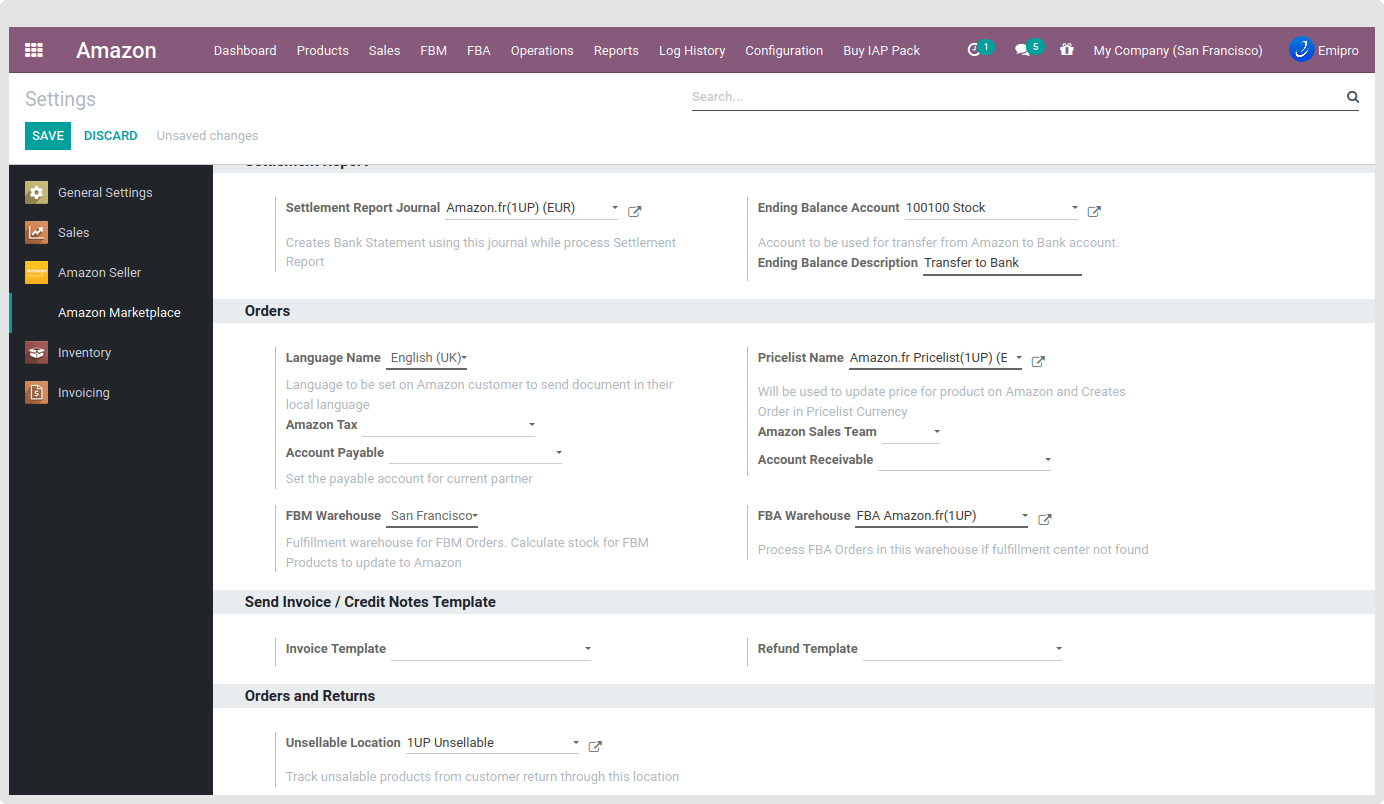 Amazon
Dashboard Products Sales FBM FBA Operations Reports Log History Configuration Buy IAP Pack
1 5 My Company (San Francisco) Emipro
Settings
Search...
SAVE DISCARD Unsaved changes
General Settings
Sales
Amazon Seller
Amazon Marketplace
Inventory
Invoicing
Settlement Report
Settlement Report Journal Amazon.fr(1UP) (EUR)
Creates Bank Statement using this journal while process Settlement
Report
Ending Balance Account 100100 Stock
Account to be used for transfer from Amazon to Bank account.
Ending Balance Description Transfer to Bank
Orders
Language Name English (UK)
Language to be set on Amazon customer to send document in their
local language
Amazon Tax
Account Payable
Set the payable account for current partner
Pricelist Name Amazon.fr Pricelist(1UP) (E
Will be used to update price for product on Amazon and Creates
Order in Pricelist Currency
Amazon Sales Team
Account Receivable
FBM Warehouse San Francisco
Fulfillment warehouse for FBM Orders. Calculate stock for FBM
Products to update to Amazon
FBA Warehouse FBA Amazon.fr(1UP)
Process FBA Orders in this warehouse if fulfillment center not found
Send Invoice / Credit Notes Template
Invoice Template
Refund Template
Orders and Returns
Unsellable Location 1UP Unsellable
Track unsalable products from customer return through this location